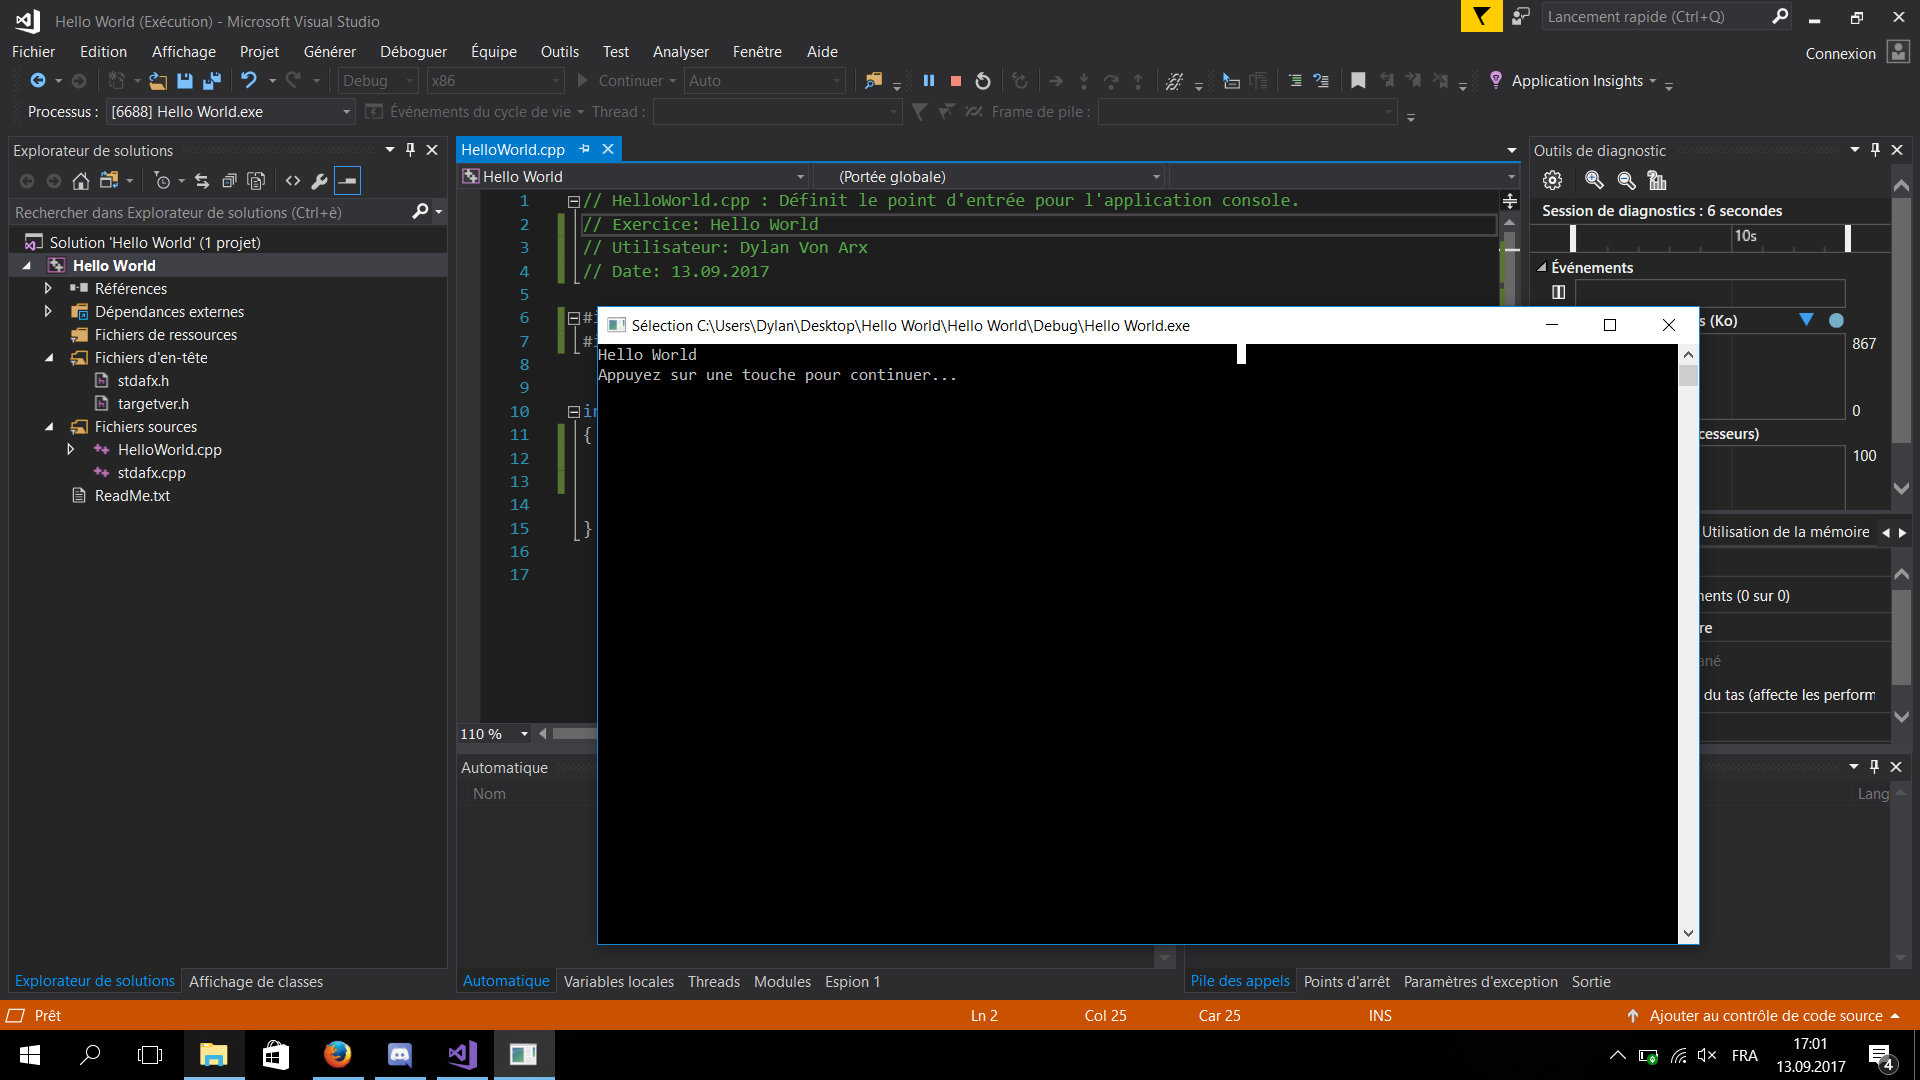 Hello World (Exécution) - Microsoft Visual Studio
Lancement rapide (Ctrl+Q)
Fichier Edition Affichage Projet Générer Déboguer Équipe Outils Test Analyser Fenêtre Aide
Connexion
Debug x86 Continuer Auto Application Insights
Processus : [6688] Hello World.exe Événements du cycle de vie Thread : Frame de pile :
Explorateur de solutions
Rechercher dans Explorateur de solutions (Ctrl+è)
Solution 'Hello World' (1 projet)
Hello World
Références
Dépendances externes
Fichiers de ressources
Fichiers d'en-tête
stdafx.h
targetver.h
Fichiers sources
HelloWorld.cpp
stdafx.cpp
ReadMe.txt
Explorateur de solutions Affichage de classes
HelloWorld.cpp
Hello World (Portée globale)
1 // HelloWorld.cpp : Définit le point d'entrée pour l'application console.
2 // Exercice: Hello World
3 // Utilisateur: Dylan Von Arx
4 // Date: 13.09.2017
5
6 #i
7 #i
8
9
10 in
11 {
12
13
14
15 }
16
17
110 %
Sélection C:\Users\Dylan\Desktop\Hello World\Hello World\Debug\Hello World.exe
Hello World
Appuyez sur une touche pour continuer...
Outils de diagnostic
Session de diagnostics : 6 secondes
10s
Événements
s (Ko)
867
0
cesseurs)
100
Utilisation de la mémoire
nents (0 sur 0)
re
ané
du tas (affecte les perform
Automatique
Nom
Lang
Automatique Variables locales Threads Modules Espion 1
Pile des appels Points d'arrêt Paramètres d'exception Sortie
Prêt Ln 2 Col 25 Car 25 INS Ajouter au contrôle de code source
FRA
17:01
13.09.2017
4